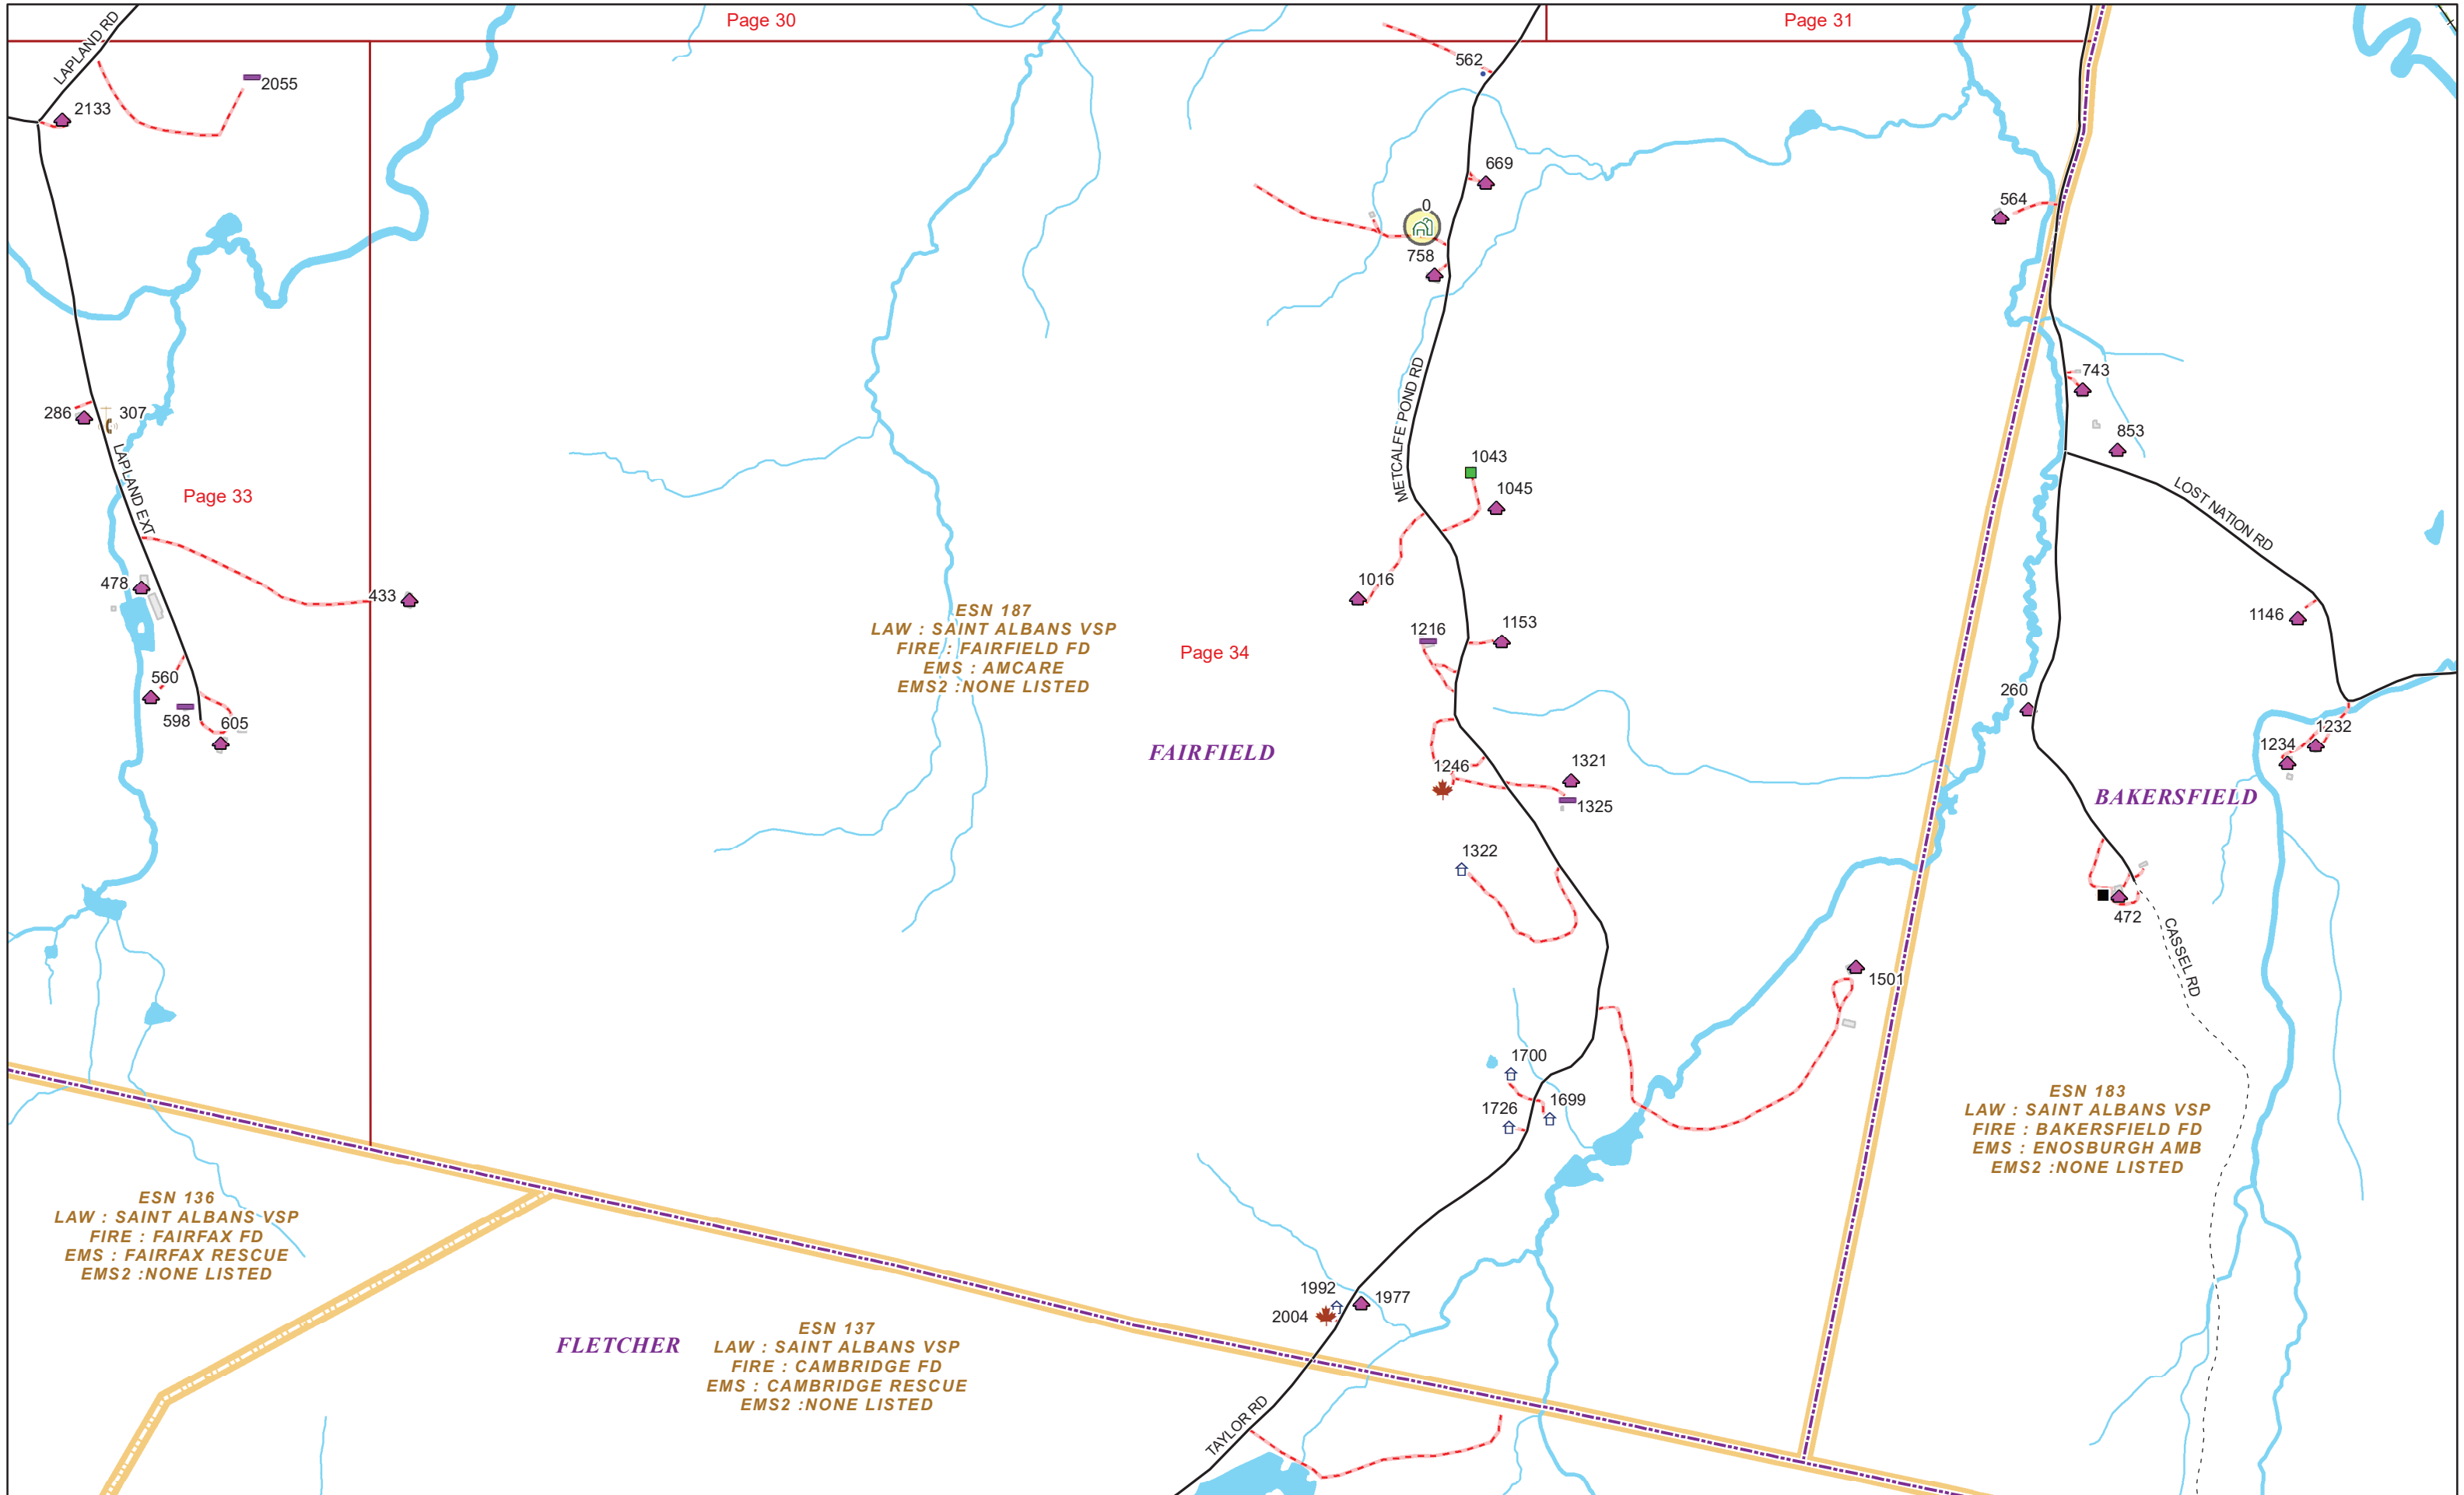 Page 30
Page 31
LAPLAND RD
562
2055
2133
669
564
0
758
743
286
307
853
METCALFE POND RD
LAPLAND EXT
1043
1045
LOST NATION RD
Page 33
478
433
1016
1146
ESN 187
LAW : SAINT ALBANS VSP
FIRE : FAIRFIELD FD
EMS : AMCARE
EMS2 :NONE LISTED
1216
1153
Page 34
560
598
605
260
1232
1234
FAIRFIELD
1246
1321
1325
BAKERSFIELD
1322
472
CASSEL RD
1501
1700
1699
1726
ESN 183
LAW : SAINT ALBANS VSP
FIRE : BAKERSFIELD FD
EMS : ENOSBURGH AMB
EMS2 :NONE LISTED
ESN 136
LAW : SAINT ALBANS VSP
FIRE : FAIRFAX FD
EMS : FAIRFAX RESCUE
EMS2 :NONE LISTED
1992
1977
2004
FLETCHER
ESN 137
LAW : SAINT ALBANS VSP
FIRE : CAMBRIDGE FD
EMS : CAMBRIDGE RESCUE
EMS2 :NONE LISTED
TAYLOR RD